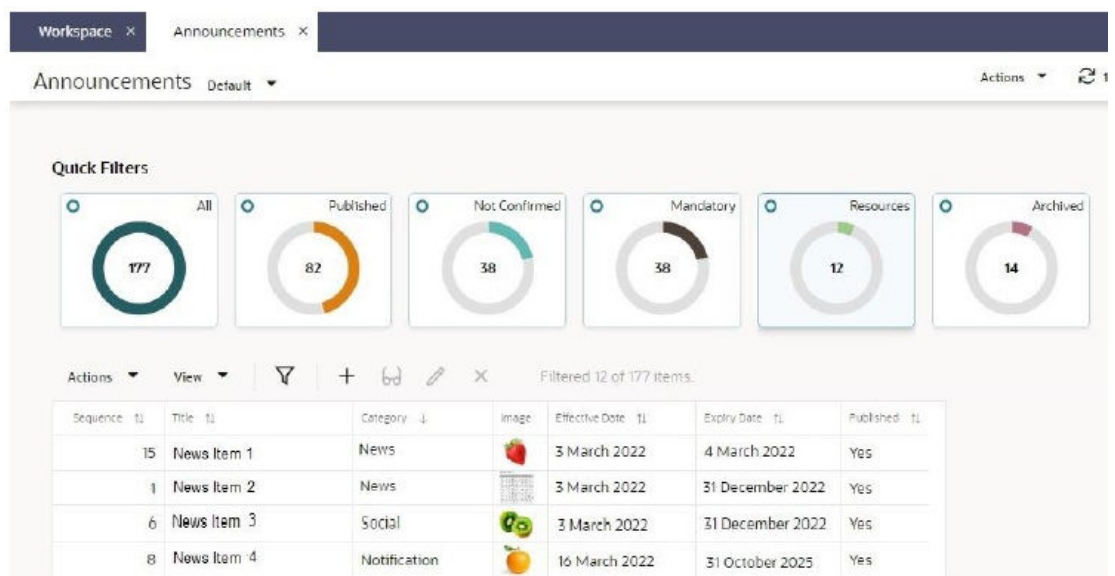 Workspace × Announcements ×
Announcements Default Actions
Quick Filters
All Published Not Confirmed Mandatory Resources Archived
177 82 38 38 12 14
Actions View Filtered 12 of 177 items.
Sequence Title Category Image Effective Date Expiry Date Published
15 News Item 1 News 3 March 2022 4 March 2022 Yes
1 News Item 2 News 3 March 2022 31 December 2022 Yes
6 News Item 3 Social 3 March 2022 31 December 2022 Yes
8 News Item 4 Notification 16 March 2022 31 October 2025 Yes